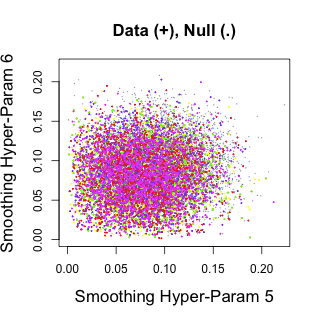 Data (+), Null (.)
Smoothing Hyper-Param 6
0.20
0.15
0.10
0.05
0.00
0.00 0.05 0.10 0.15 0.20
Smoothing Hyper-Param 5